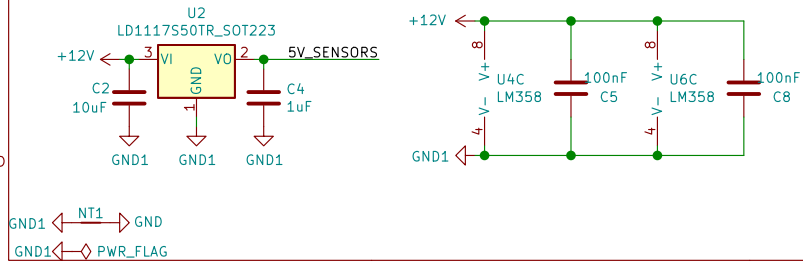 U2
LD1117S50TR_SOT223
+12V
3
VI
VO
2
5V_SENSORS
GND
1
C2
10uF
C4
1uF
GND1
GND1
GND1
+12V
8
V+
U4C
LM358
V-
4
100nF
C5
8
V+
U6C
LM358
V-
4
100nF
C8
GND1
GND1
NT1
GND
GND1
PWR_FLAG